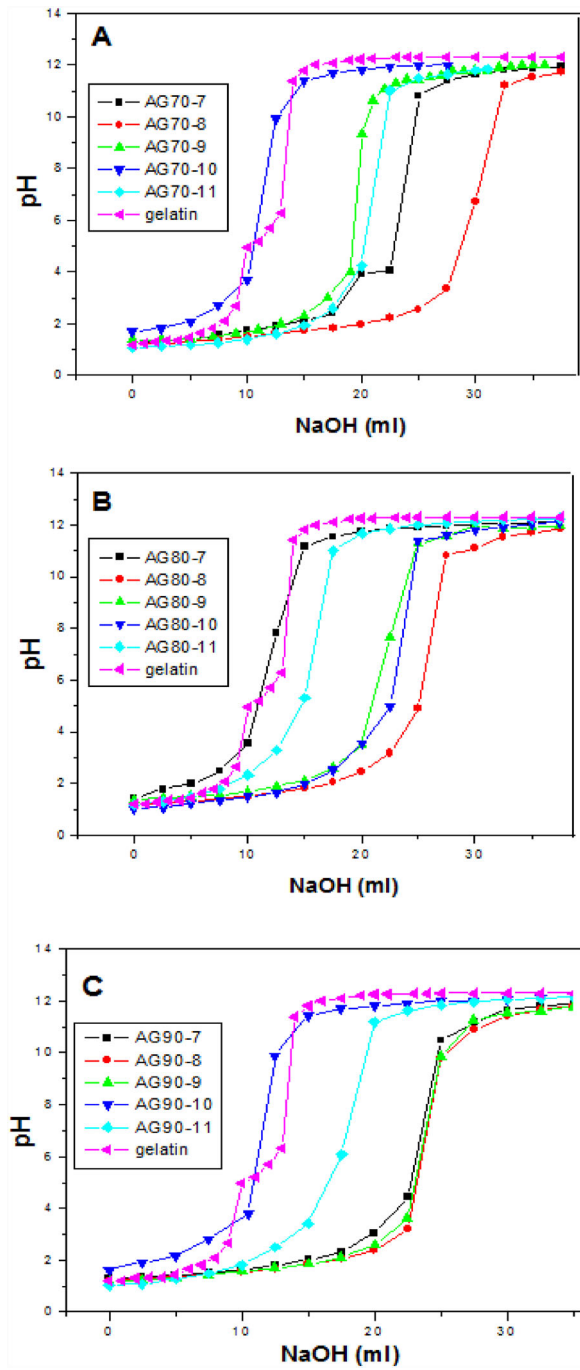 A
14
12
10
8
6
4
2
0
pH
AG70-7
AG70-8
AG70-9
AG70-10
AG70-11
gelatin
0 10 20 30
NaOH (ml)
B
14
12
10
8
6
4
2
0
pH
AG80-7
AG80-8
AG80-9
AG80-10
AG80-11
gelatin
0 10 20 30
NaOH (ml)
C
14
12
10
8
6
4
2
0
pH
AG90-7
AG90-8
AG90-9
AG90-10
AG90-11
gelatin
0 10 20 30
NaOH (ml)